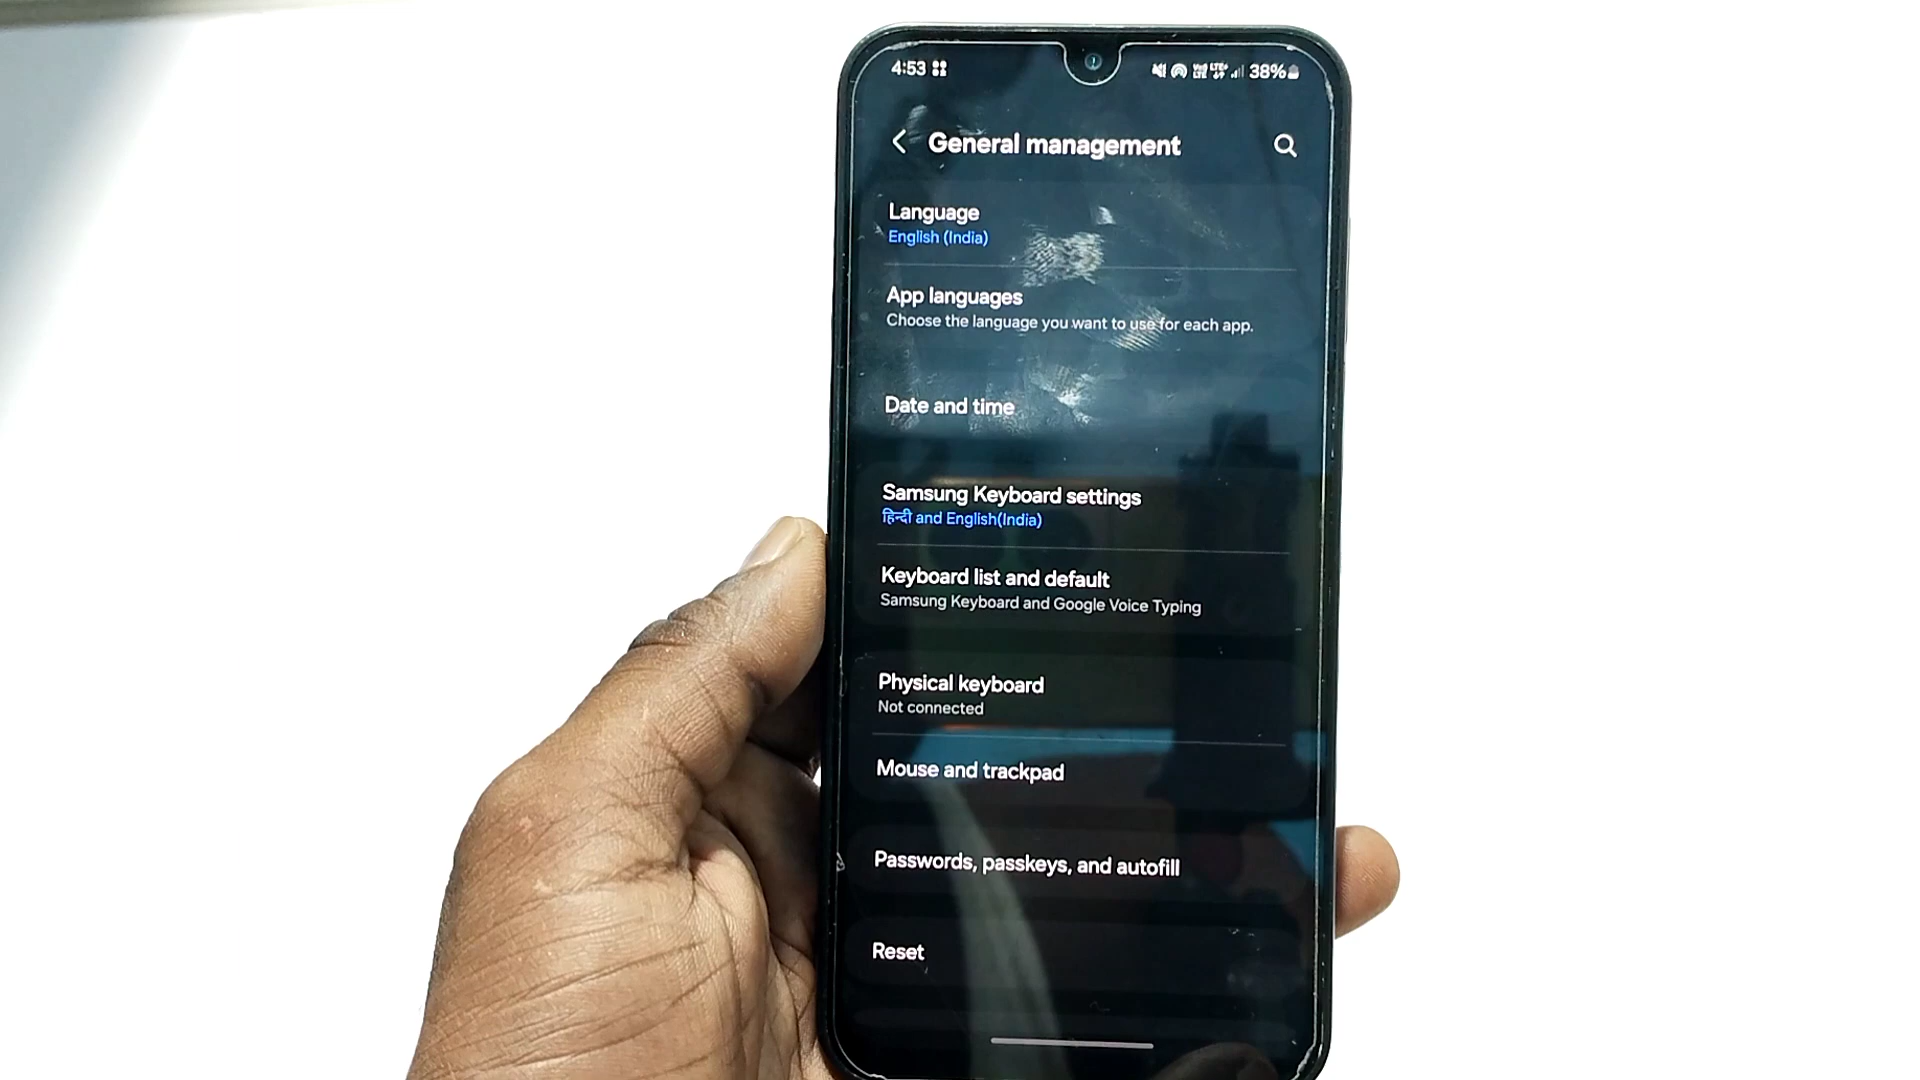 4:53 38%
General management
Language
English (India)
App languages
Choose the language you want to use for each app.
Date and time
Samsung Keyboard settings
हिन्दी and English(India)
Keyboard list and default
Samsung Keyboard and Google Voice Typing
Physical keyboard
Not connected
Mouse and trackpad
Passwords, passkeys, and autofill
Reset